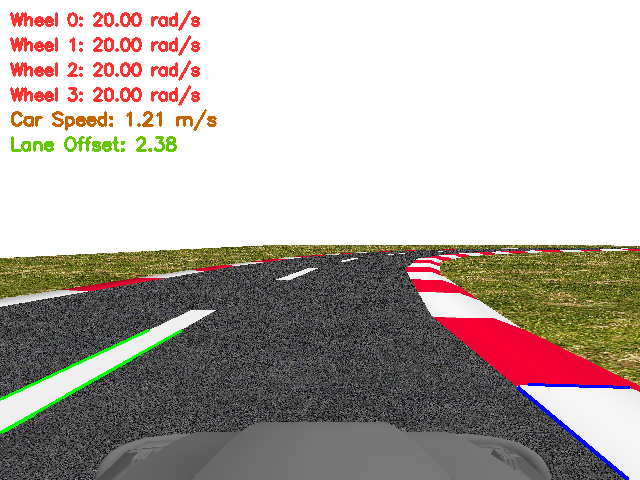 Wheel 0: 20.00 rad/s
Wheel 1: 20.00 rad/s
Wheel 2: 20.00 rad/s
Wheel 3: 20.00 rad/s
Car Speed: 1.21 m/s
Lane Offset: 2.38